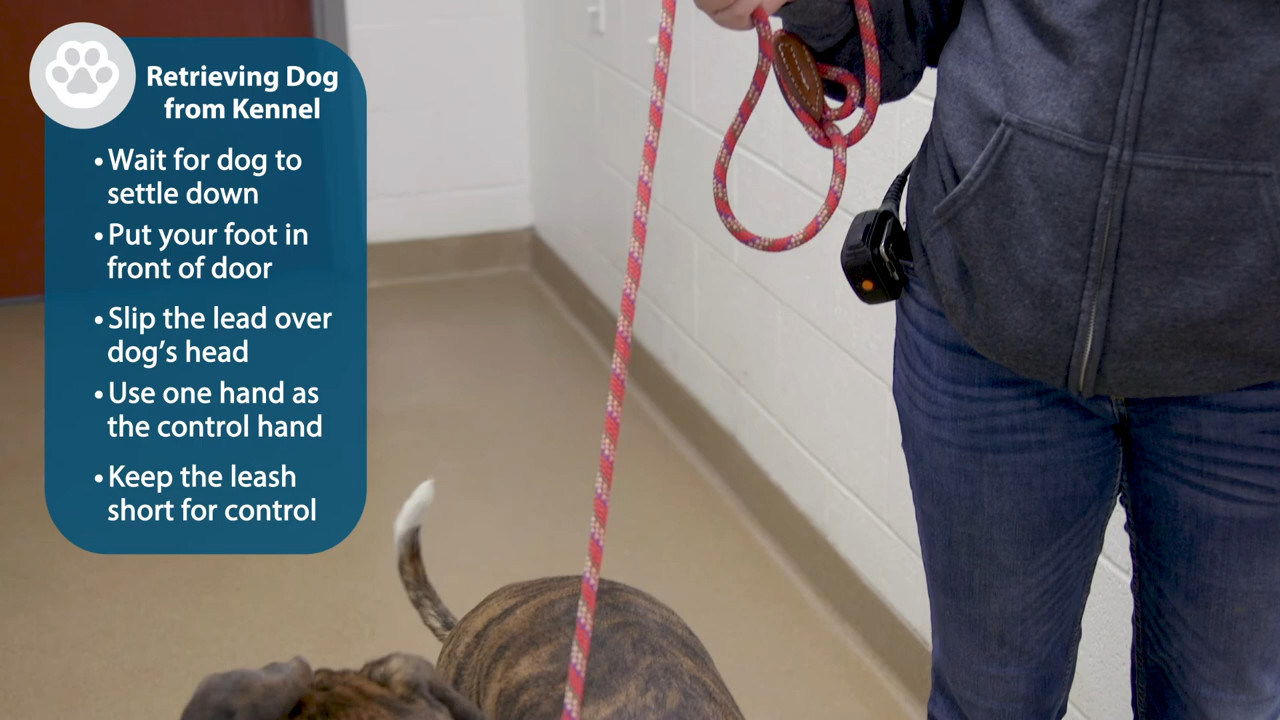 Retrieving Dog
from Kennel
• Wait for dog to
settle down
• Put your foot in
front of door
• Slip the lead over
dog’s head
• Use one hand as
the control hand
• Keep the leash
short for control